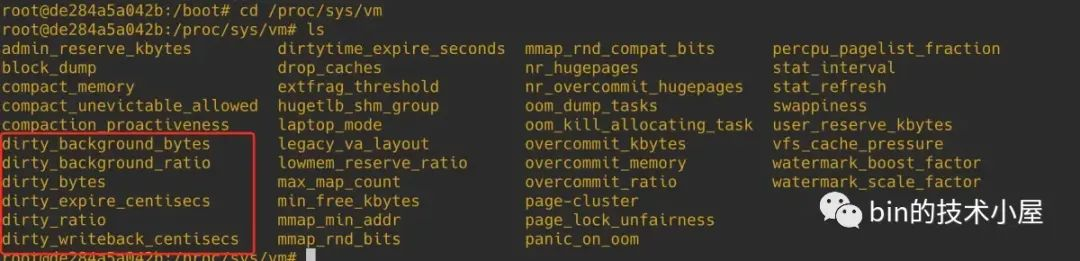 root@de284a5a042b:/boot# cd /proc/sys/vm
root@de284a5a042b:/proc/sys/vm# ls
admin_reserve_kbytes dirtytime_expire_seconds mmap_rnd_compat_bits percpu_pagelist_fraction
block_dump drop_caches nr_hugepages stat_interval
compact_memory extfrag_threshold nr_overcommit_hugepages stat_refresh
compact_unevictable_allowed hugetlb_shm_group oom_dump_tasks swappiness
compaction_proactiveness laptop_mode oom_kill_allocating_task user_reserve_kbytes
dirty_background_bytes legacy_va_layout overcommit_kbytes vfs_cache_pressure
dirty_background_ratio lowmem_reserve_ratio overcommit_memory watermark_boost_factor
dirty_bytes max_map_count overcommit_ratio watermark_scale_factor
dirty_expire_centisecs min_free_kbytes page-cluster
dirty_ratio mmap_min_addr page_lock_unfairness
dirty_writeback_centisecs mmap_rnd_bits panic_on_oom
root@de284a5a042b:/proc/sys/vm#
bin的技术小屋